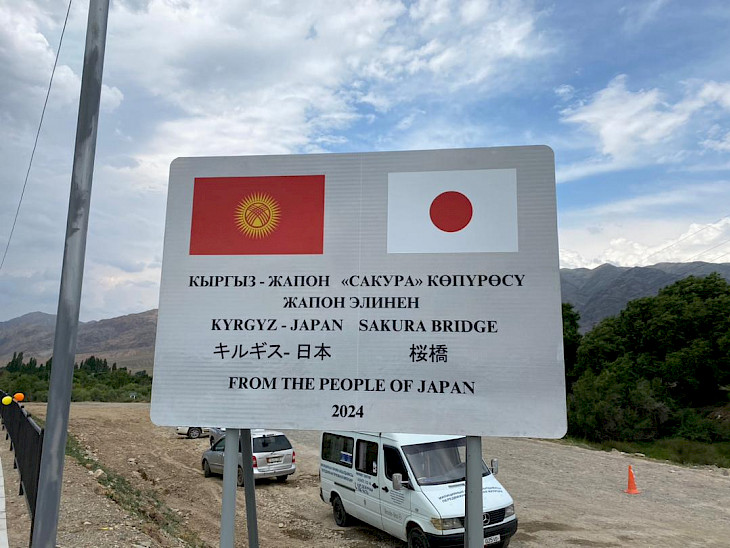 КЫРГЫЗ - ЖАПОН «САКУРА» КӨПҮРӨСҮ
ЖАПОН ЭЛИНЕН
KYRGYZ - JAPAN SAKURA BRIDGE
キルギス- 日本 桜橋
FROM THE PEOPLE OF JAPAN
2024